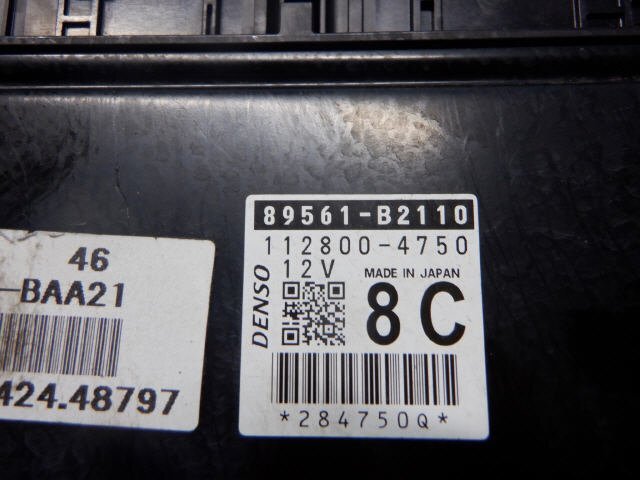 46
-BAA21
424.48797
89561-B2110
112800-4750
12V MADE IN JAPAN
DENSO
8C
*284750Q*